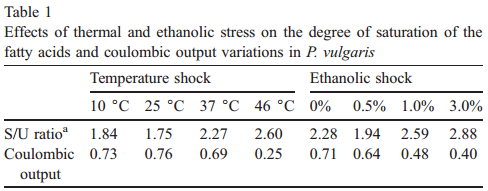 Table 1
Effects of thermal and ethanolic stress on the degree of saturation of the
fatty acids and coulombic output variations in P. vulgaris
Temperature shock Ethanolic shock
10 °C 25 °C 37 °C 46 °C 0% 0.5% 1.0% 3.0%
S/U ratioᵃ 1.84 1.75 2.27 2.60 2.28 1.94 2.59 2.88
Coulombic 0.73 0.76 0.69 0.25 0.71 0.64 0.48 0.40
output